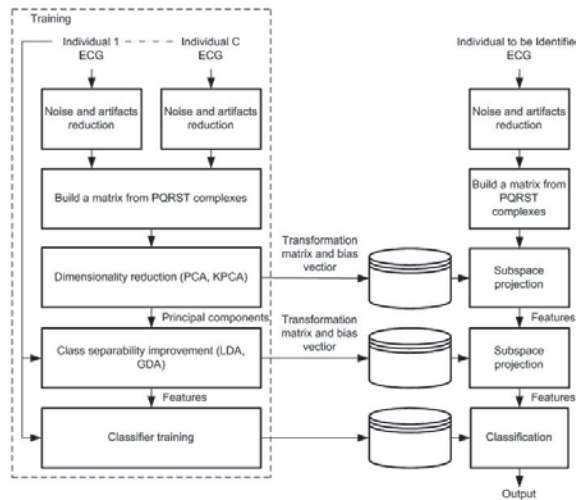 Training
Individual 1
ECG
Individual C
ECG
Individual to be Identified
ECG
Noise and artifacts
reduction
Noise and artifacts
reduction
Noise and artifacts
reduction
Build a matrix from PQRST complexes
Build a matrix from
PQRST
complexes
Transformation
matrix and bias
vectior
Dimensionality reduction (PCA, KPCA)
Subspace
projection
Principal components
Transformation
matrix and bias
vectior
Features
Class separability improvement (LDA,
GDA)
Subspace
projection
Features
Features
Classifier training
Classification
Output